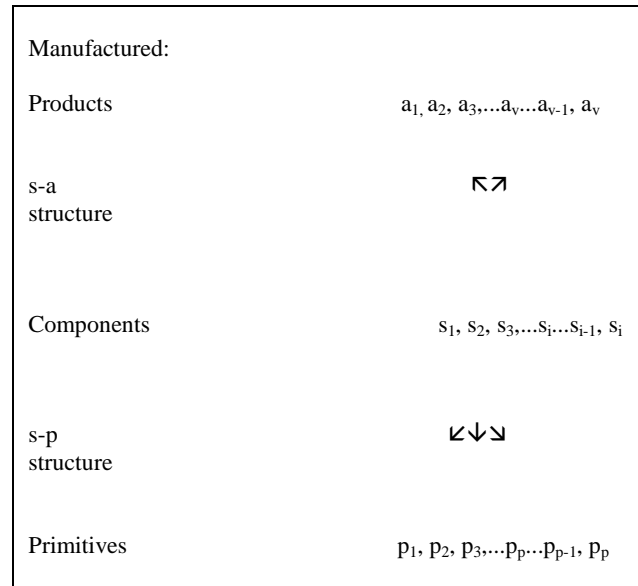 Manufactured:
Products a₁, a₂, a₃,...aᵥ...aᵥ₋₁, aᵥ
s-a ↖↗
structure
Components s₁, s₂, s₃,...sᵢ...sᵢ₋₁, sᵢ
s-p ↙↓↘
structure
Primitives p₁, p₂, p₃,...pₚ...pₚ₋₁, pₚ